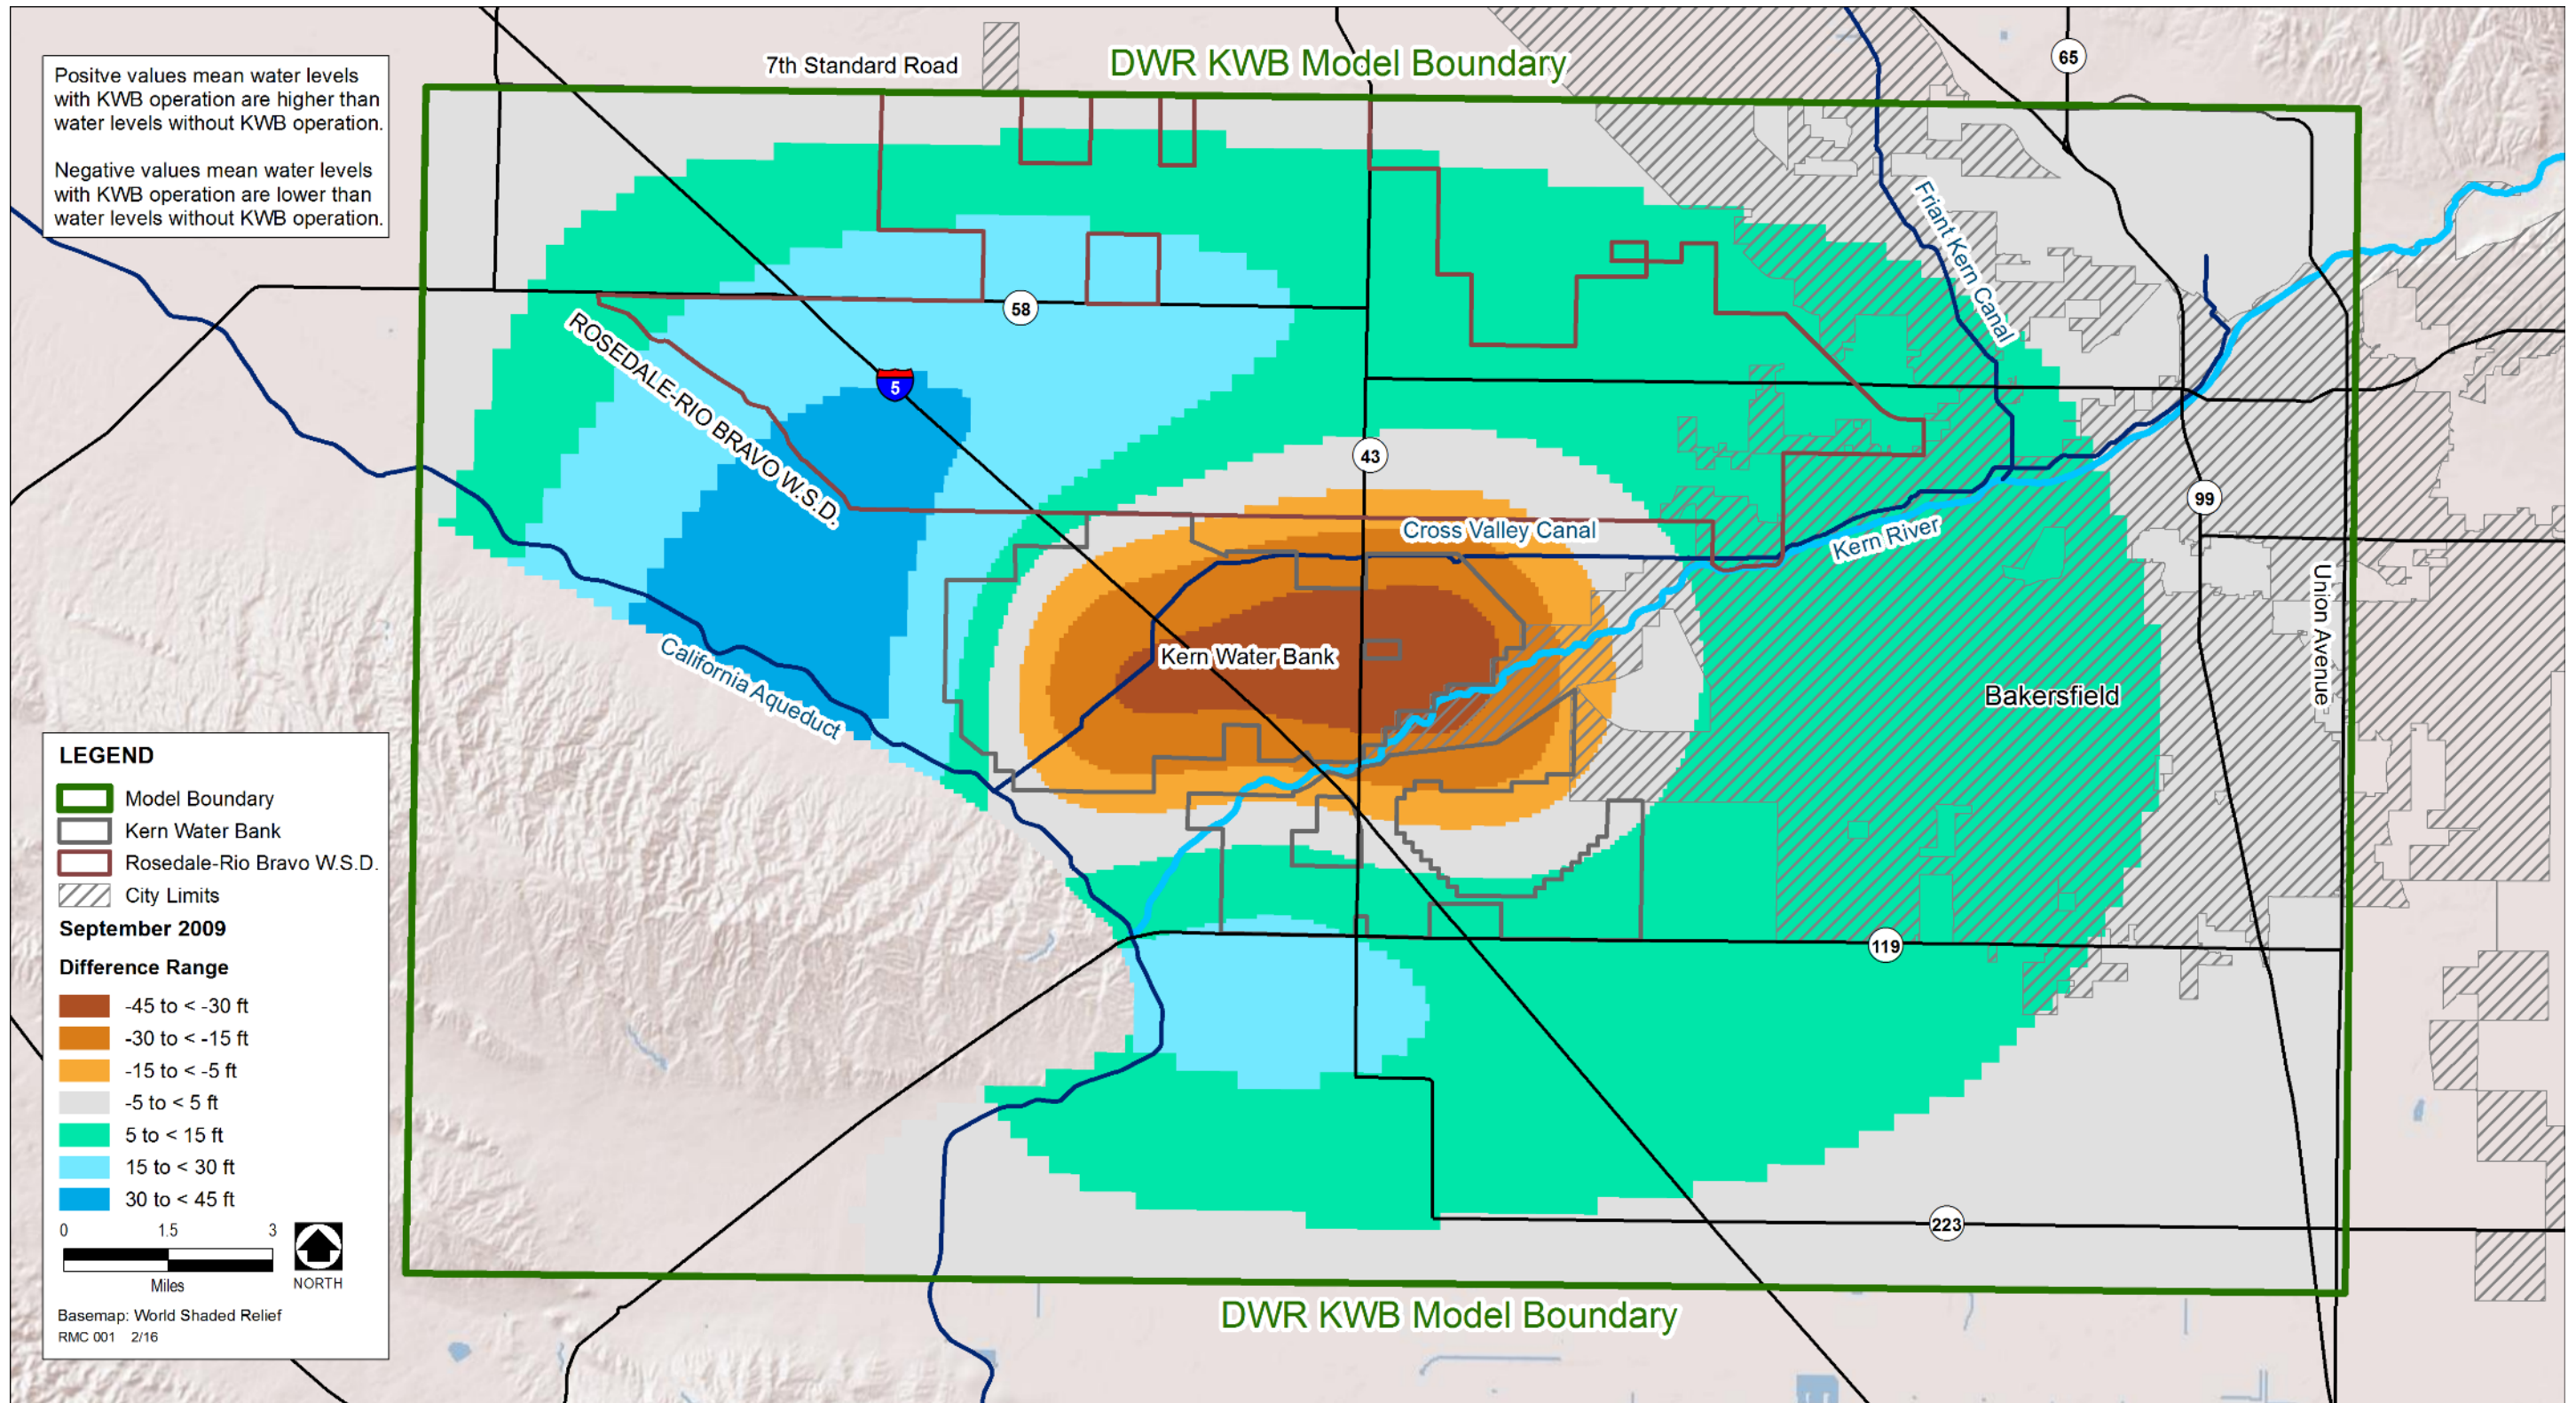 Positve values mean water levels
with KWB operation are higher than
water levels without KWB operation.
Negative values mean water levels
with KWB operation are lower than
water levels without KWB operation.
7th Standard Road
DWR KWB Model Boundary
65
Friant Kern Canal
58
ROSEDALE-RIO BRAVO W.S.D.
5
43
99
Cross Valley Canal
Kern River
Union Avenue
Kern Water Bank
California Aqueduct
Bakersfield
119
223
DWR KWB Model Boundary
LEGEND
Model Boundary
Kern Water Bank
Rosedale-Rio Bravo W.S.D.
City Limits
September 2009
Difference Range
-45 to < -30 ft
-30 to < -15 ft
-15 to < -5 ft
-5 to < 5 ft
5 to < 15 ft
15 to < 30 ft
30 to < 45 ft
0 1.5 3
Miles
NORTH
Basemap: World Shaded Relief
RMC 001 2/16